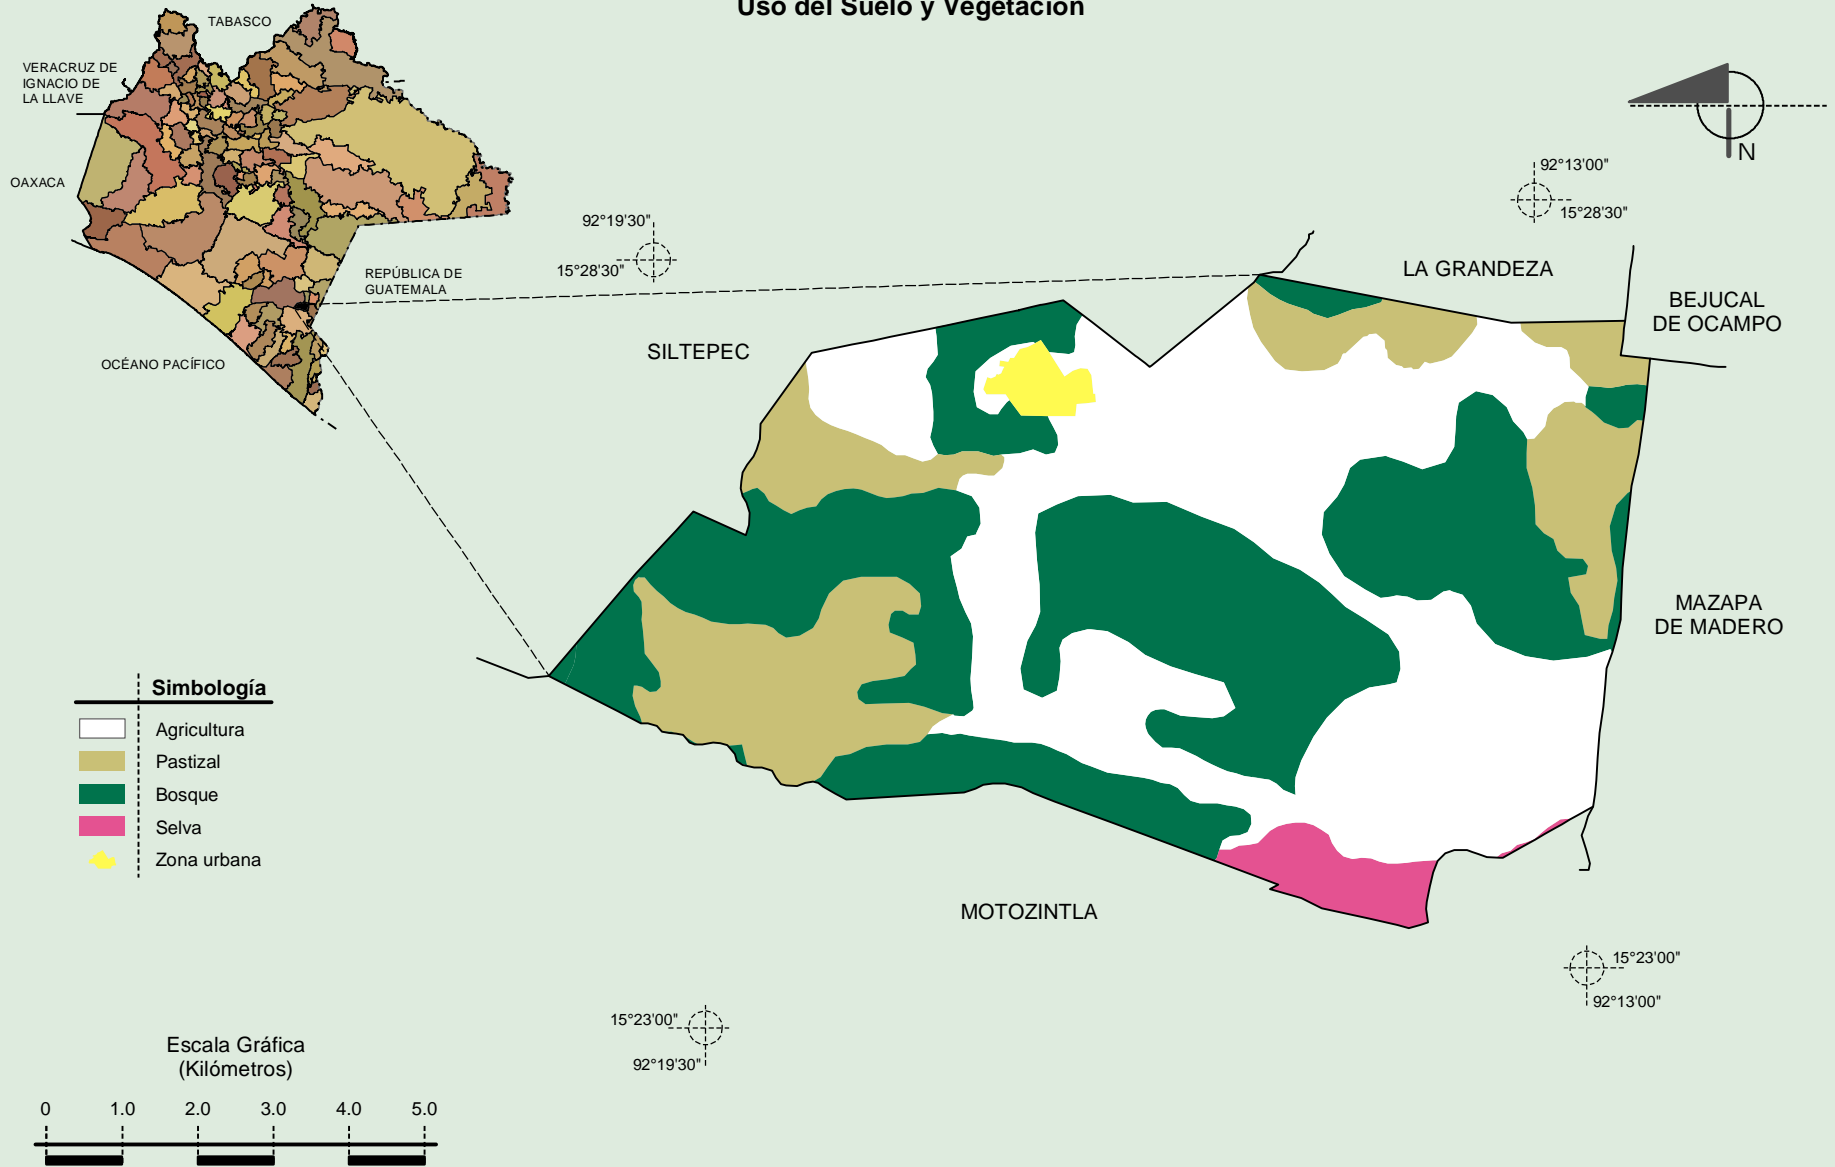 Uso del Suelo y Vegetación
TABASCO
VERACRUZ DE
IGNACIO DE
LA LLAVE
OAXACA
REPÚBLICA DE
GUATEMALA
OCÉANO PACÍFICO
N
92°13'00"
15°28'30"
92°19'30"
15°28'30"
LA GRANDEZA
BEJUCAL
DE OCAMPO
SILTEPEC
MAZAPA
DE MADERO
MOTOZINTLA
Simbología
Agricultura
Pastizal
Bosque
Selva
Zona urbana
15°23'00"
92°13'00"
15°23'00"
92°19'30"
Escala Gráfica
(Kilómetros)
0 1.0 2.0 3.0 4.0 5.0